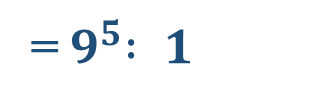 = 9⁵: 1